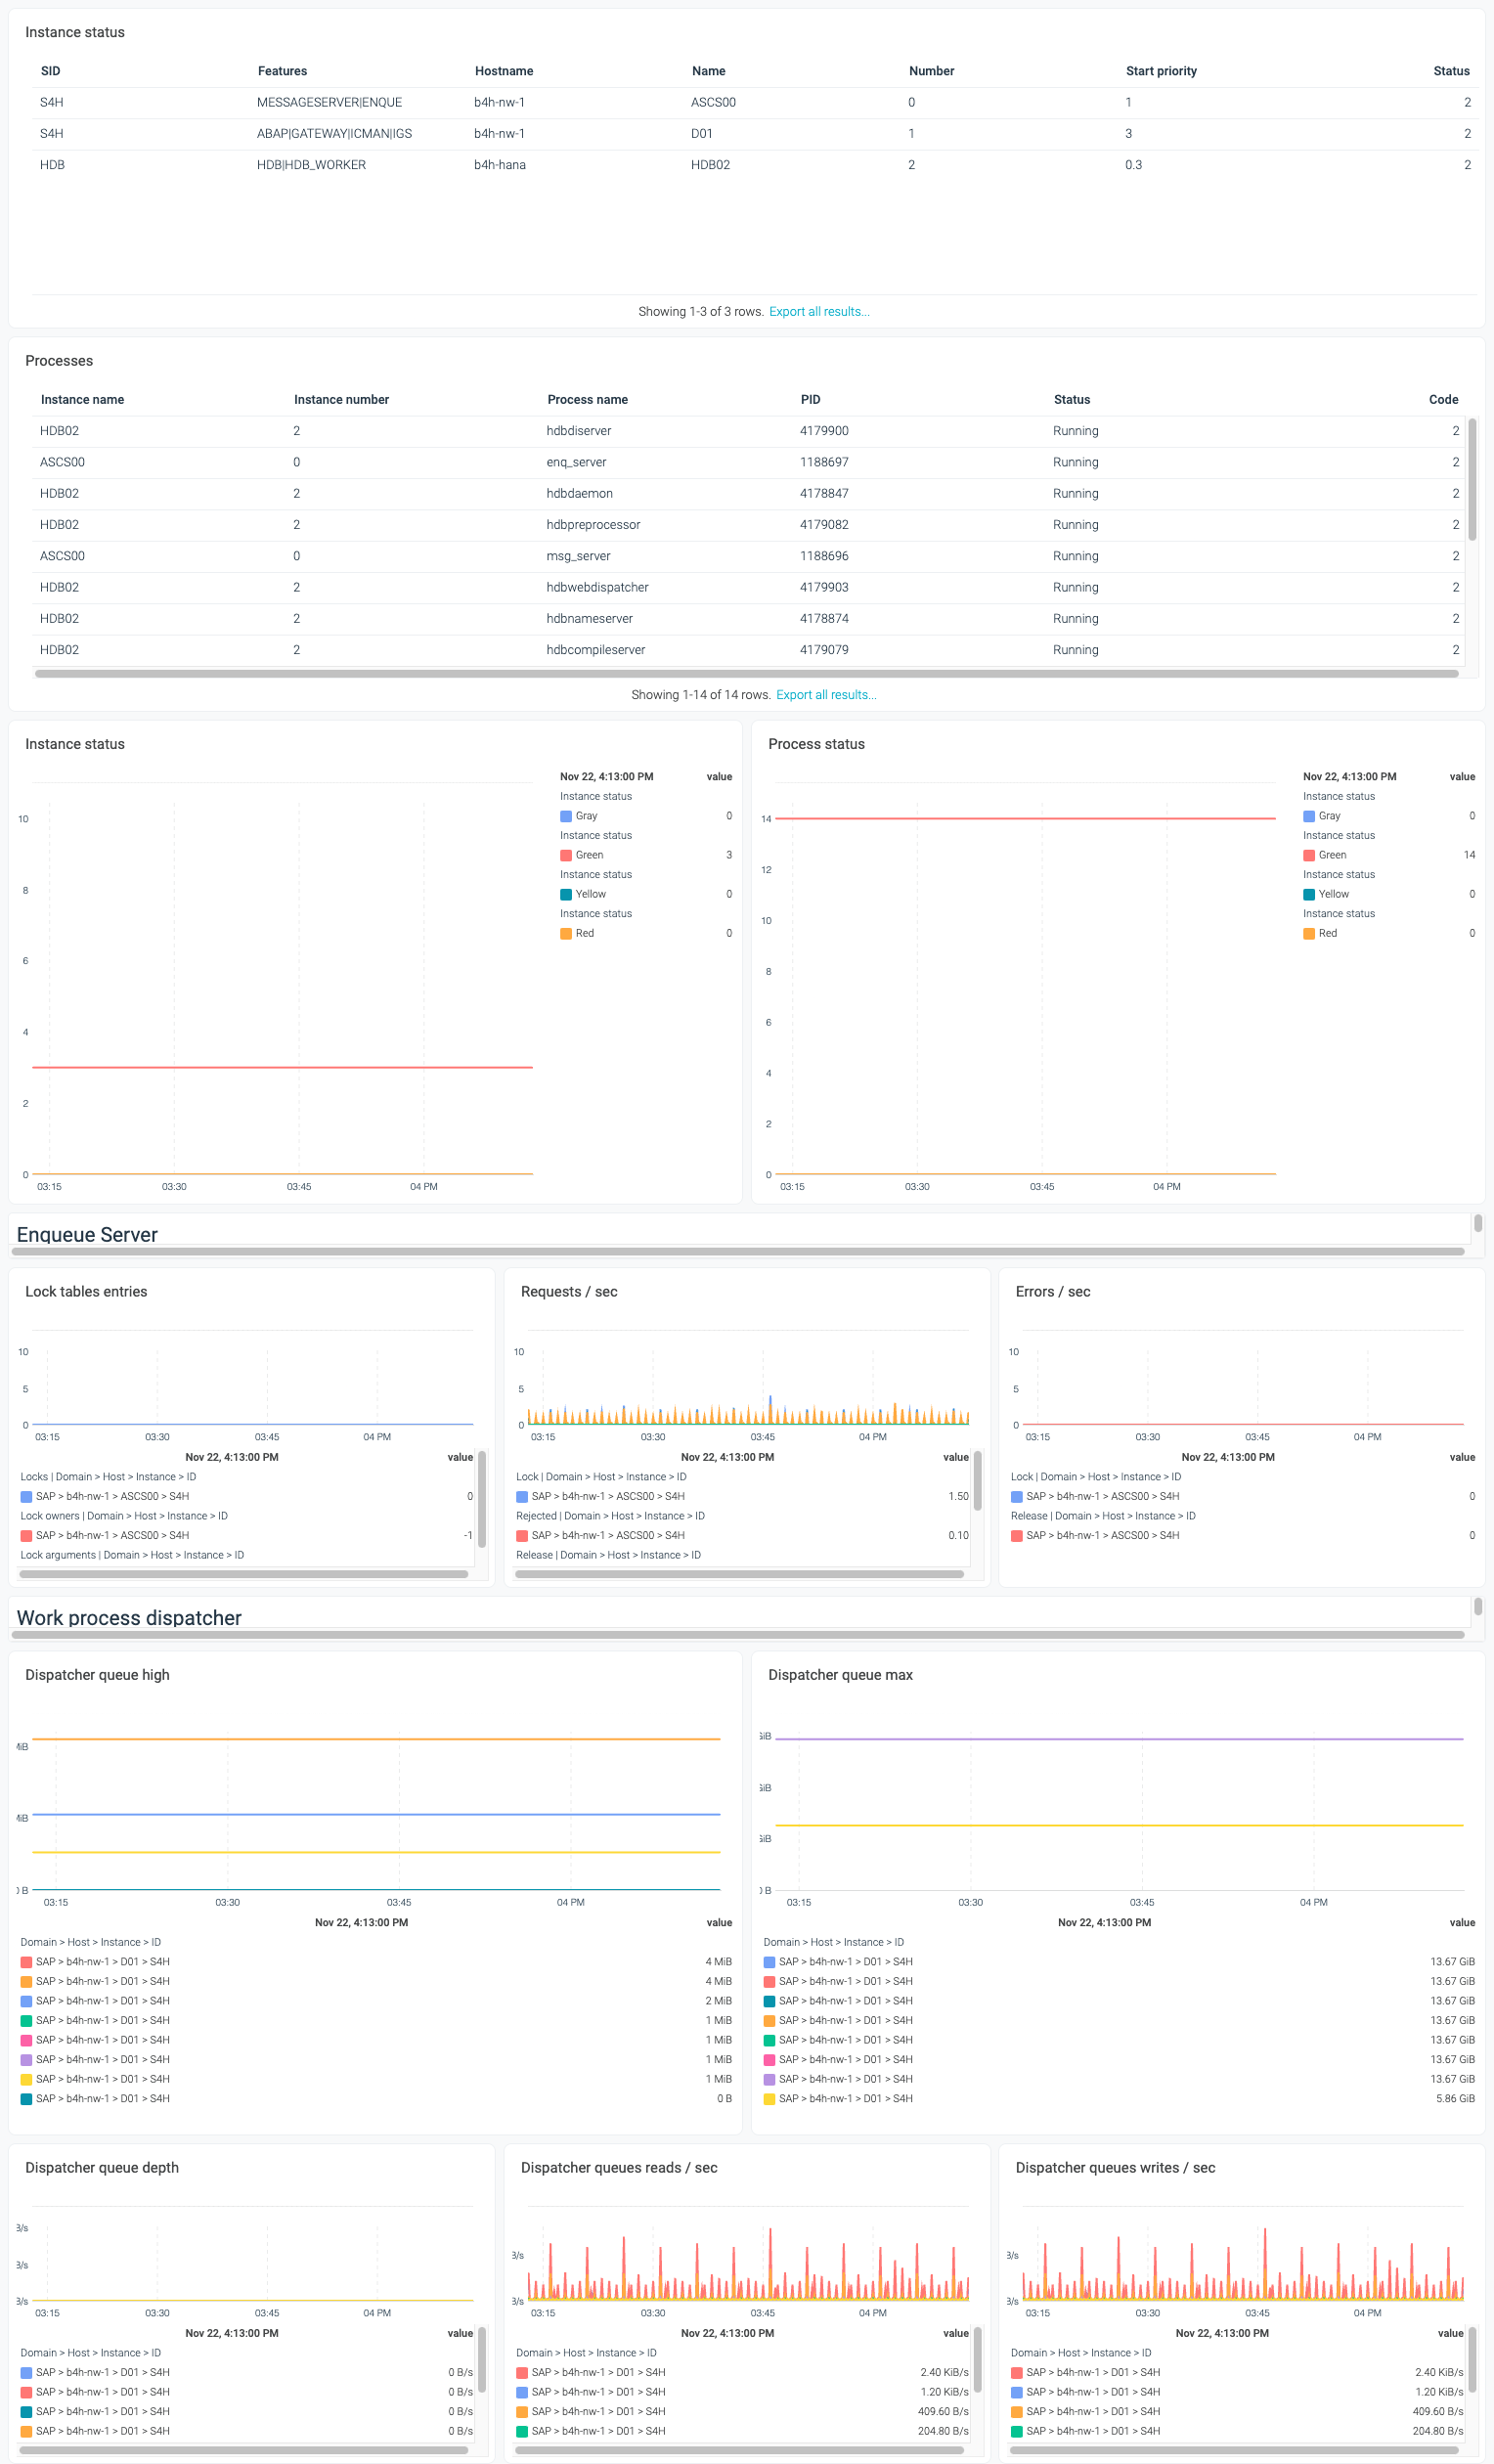 Instance status
SID Features Hostname Name Number Start priority Status
S4H MESSAGESERVER|ENQUE b4h-nw-1 ASCS00 0 1 2
S4H ABAP|GATEWAY|ICMAN|IGS b4h-nw-1 D01 1 3 2
HDB HDB|HDB_WORKER b4h-hana HDB02 2 0.3 2
Showing 1-3 of 3 rows. Export all results...
Processes
Instance name Instance number Process name PID Status Code
HDB02 2 hdbdiserver 4179900 Running 2
ASCS00 0 enq_server 1188697 Running 2
HDB02 2 hdbdaemon 4178847 Running 2
HDB02 2 hdbpreprocessor 4179082 Running 2
ASCS00 0 msg_server 1188696 Running 2
HDB02 2 hdbwebdispatcher 4179903 Running 2
HDB02 2 hdbnameserver 4178874 Running 2
HDB02 2 hdbcompileserver 4179079 Running 2
Showing 1-14 of 14 rows. Export all results...
Instance status
10
8
6
4
2
0
03:15 03:30 03:45 04 PM
Nov 22, 4:13:00 PM value
Instance status
Gray 0
Instance status
Green 3
Instance status
Yellow 0
Instance status
Red 0
Process status
14
12
10
8
6
4
2
0
03:15 03:30 03:45 04 PM
Nov 22, 4:13:00 PM value
Instance status
Gray 0
Instance status
Green 14
Instance status
Yellow 0
Instance status
Red 0
Enqueue Server
Lock tables entries
10
5
0
03:15 03:30 03:45 04 PM
Nov 22, 4:13:00 PM value
Locks | Domain > Host > Instance > ID
SAP > b4h-nw-1 > ASCS00 > S4H 0
Lock owners | Domain > Host > Instance > ID
SAP > b4h-nw-1 > ASCS00 > S4H -1
Lock arguments | Domain > Host > Instance > ID
Requests / sec
10
5
0
03:15 03:30 03:45 04 PM
Nov 22, 4:13:00 PM value
Lock | Domain > Host > Instance > ID
SAP > b4h-nw-1 > ASCS00 > S4H 1.50
Rejected | Domain > Host > Instance > ID
SAP > b4h-nw-1 > ASCS00 > S4H 0.10
Release | Domain > Host > Instance > ID
Errors / sec
10
5
0
03:15 03:30 03:45 04 PM
Nov 22, 4:13:00 PM value
Lock | Domain > Host > Instance > ID
SAP > b4h-nw-1 > ASCS00 > S4H 0
Release | Domain > Host > Instance > ID
SAP > b4h-nw-1 > ASCS00 > S4H 0
Work process dispatcher
Dispatcher queue high
MiB
MiB
0 B
03:15 03:30 03:45 04 PM
Nov 22, 4:13:00 PM value
Domain > Host > Instance > ID
SAP > b4h-nw-1 > D01 > S4H 4 MiB
SAP > b4h-nw-1 > D01 > S4H 4 MiB
SAP > b4h-nw-1 > D01 > S4H 2 MiB
SAP > b4h-nw-1 > D01 > S4H 1 MiB
SAP > b4h-nw-1 > D01 > S4H 1 MiB
SAP > b4h-nw-1 > D01 > S4H 1 MiB
SAP > b4h-nw-1 > D01 > S4H 1 MiB
SAP > b4h-nw-1 > D01 > S4H 0 B
Dispatcher queue max
GiB
GiB
GiB
0 B
03:15 03:30 03:45 04 PM
Nov 22, 4:13:00 PM value
Domain > Host > Instance > ID
SAP > b4h-nw-1 > D01 > S4H 13.67 GiB
SAP > b4h-nw-1 > D01 > S4H 13.67 GiB
SAP > b4h-nw-1 > D01 > S4H 13.67 GiB
SAP > b4h-nw-1 > D01 > S4H 13.67 GiB
SAP > b4h-nw-1 > D01 > S4H 13.67 GiB
SAP > b4h-nw-1 > D01 > S4H 13.67 GiB
SAP > b4h-nw-1 > D01 > S4H 13.67 GiB
SAP > b4h-nw-1 > D01 > S4H 5.86 GiB
Dispatcher queue depth
B/s
B/s
B/s
03:15 03:30 03:45 04 PM
Nov 22, 4:13:00 PM value
Domain > Host > Instance > ID
SAP > b4h-nw-1 > D01 > S4H 0 B/s
SAP > b4h-nw-1 > D01 > S4H 0 B/s
SAP > b4h-nw-1 > D01 > S4H 0 B/s
SAP > b4h-nw-1 > D01 > S4H 0 B/s
Dispatcher queues reads / sec
B/s
B/s
03:15 03:30 03:45 04 PM
Nov 22, 4:13:00 PM value
Domain > Host > Instance > ID
SAP > b4h-nw-1 > D01 > S4H 2.40 KiB/s
SAP > b4h-nw-1 > D01 > S4H 1.20 KiB/s
SAP > b4h-nw-1 > D01 > S4H 409.60 B/s
SAP > b4h-nw-1 > D01 > S4H 204.80 B/s
Dispatcher queues writes / sec
B/s
B/s
03:15 03:30 03:45 04 PM
Nov 22, 4:13:00 PM value
Domain > Host > Instance > ID
SAP > b4h-nw-1 > D01 > S4H 2.40 KiB/s
SAP > b4h-nw-1 > D01 > S4H 1.20 KiB/s
SAP > b4h-nw-1 > D01 > S4H 409.60 B/s
SAP > b4h-nw-1 > D01 > S4H 204.80 B/s